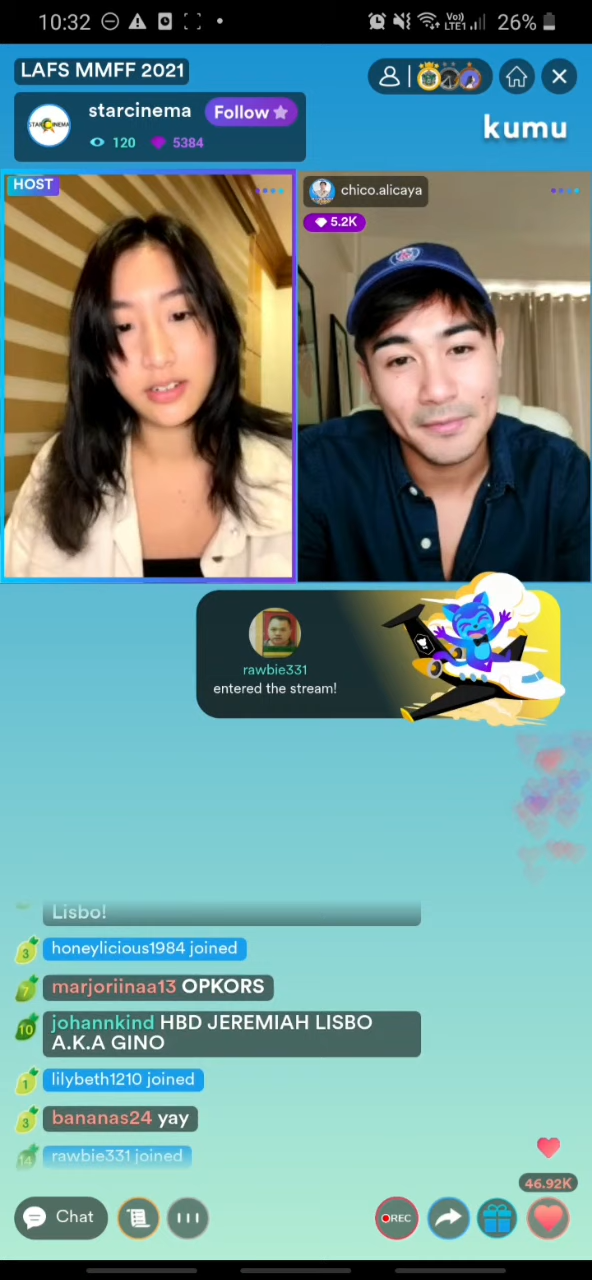 10:32
Vo))
LTE1
26%
LAFS MMFF 2021
starcinema
Follow
120
5384
kumu
HOST
chico.alicaya
5.2K
rawbie331
entered the stream!
Lisbo!
3
honeylicious1984 joined
7
marjoriinaa13 OPKORS
10
johannkind HBD JEREMIAH LISBO
A.K.A GINO
1
lilybeth1210 joined
3
bananas24 yay
14
rawbie331 joined
46.92K
Chat
REC